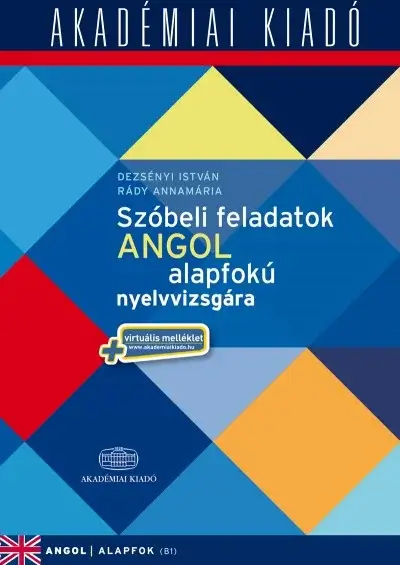 AKADÉMIAI KIADÓ
DEZSÉNYI ISTVÁN
RÁDY ANNAMÁRIA
Szóbeli feladatok
ANGOL
alapfokú
nyelvvizsgára
+ virtuális melléklet
www.akademiaikiado.hu
1828
AKADÉMIAI KIADÓ
ANGOL | ALAPFOK (B1)